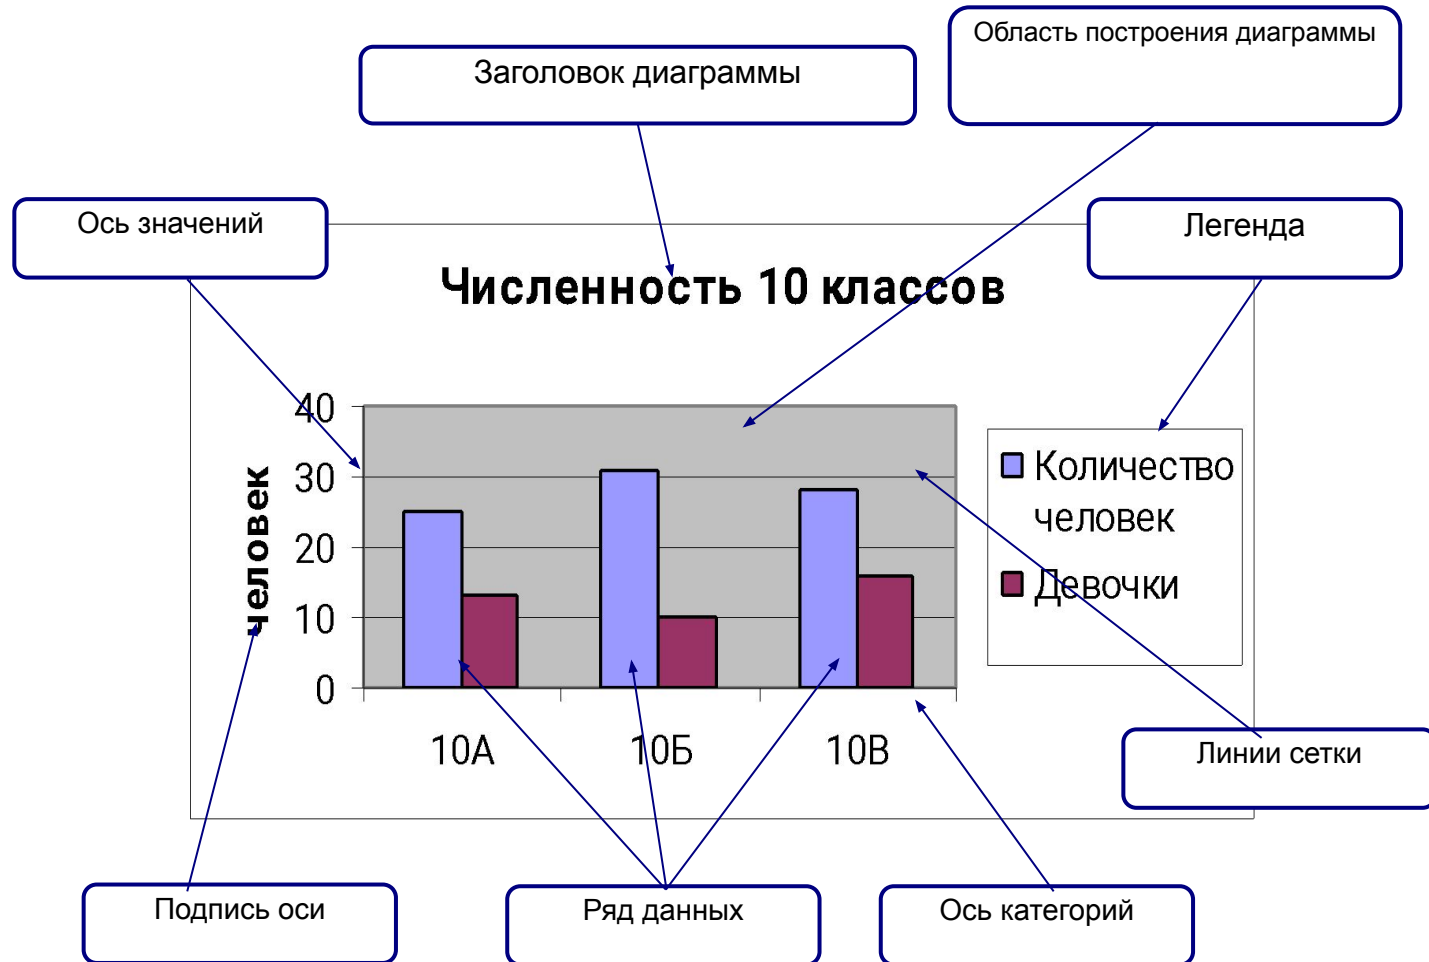 Область построения диаграммы
Заголовок диаграммы
Ось значений
Легенда
Численность 10 классов
40
30
20
10
0
человек
Количество
человек
Девочки
10А
10Б
10В
Линии сетки
Подпись оси
Ряд данных
Ось категорий